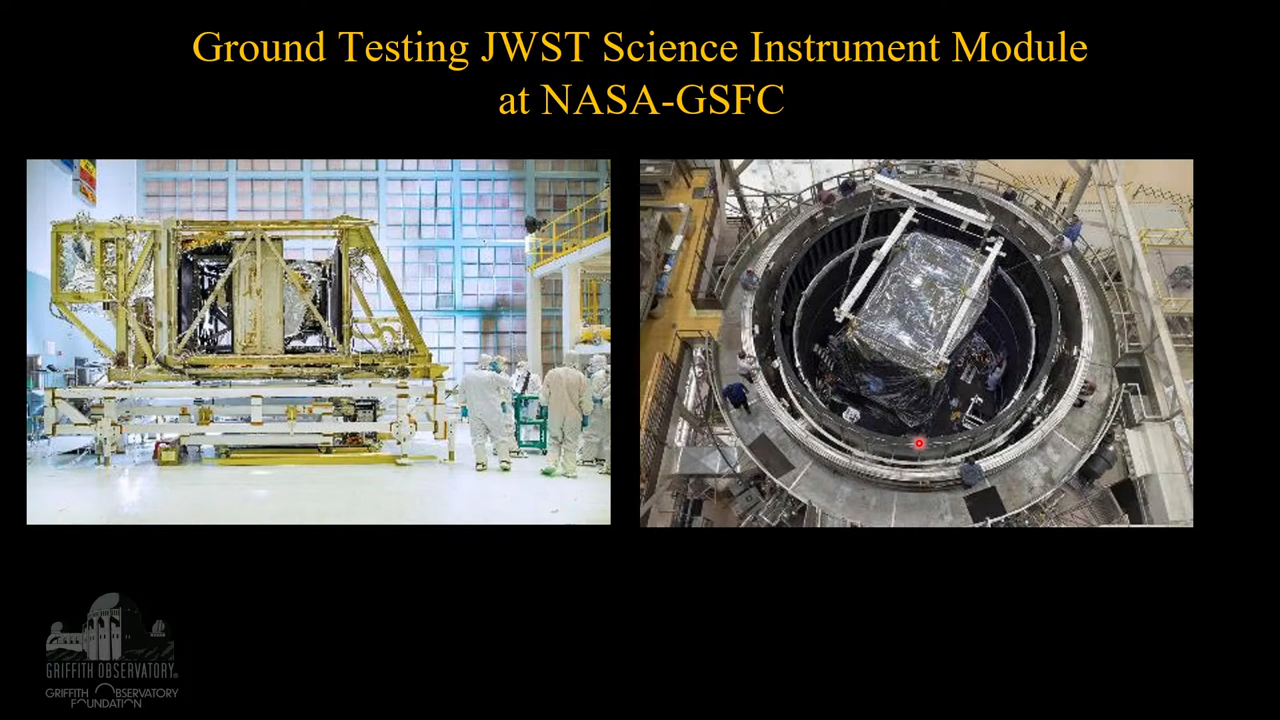 Ground Testing JWST Science Instrument Module
at NASA-GSFC
GRIFFITH OBSERVATORY®
GRIFFITH OBSERVATORY
FOUNDATION